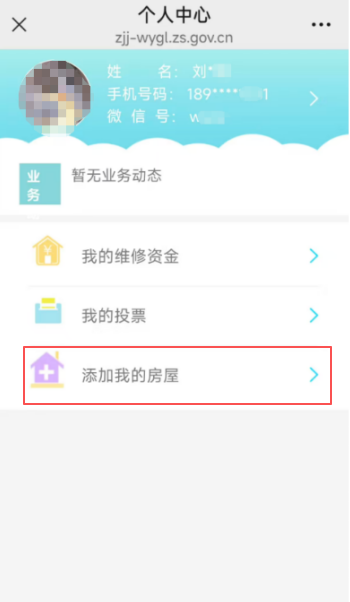 个人中心
zjj-wygl.zs.gov.cn
姓 名： 刘*
手机号码： 189**** 1
微 信 号： w
业务
暂无业务动态
我的维修资金
我的投票
添加我的房屋